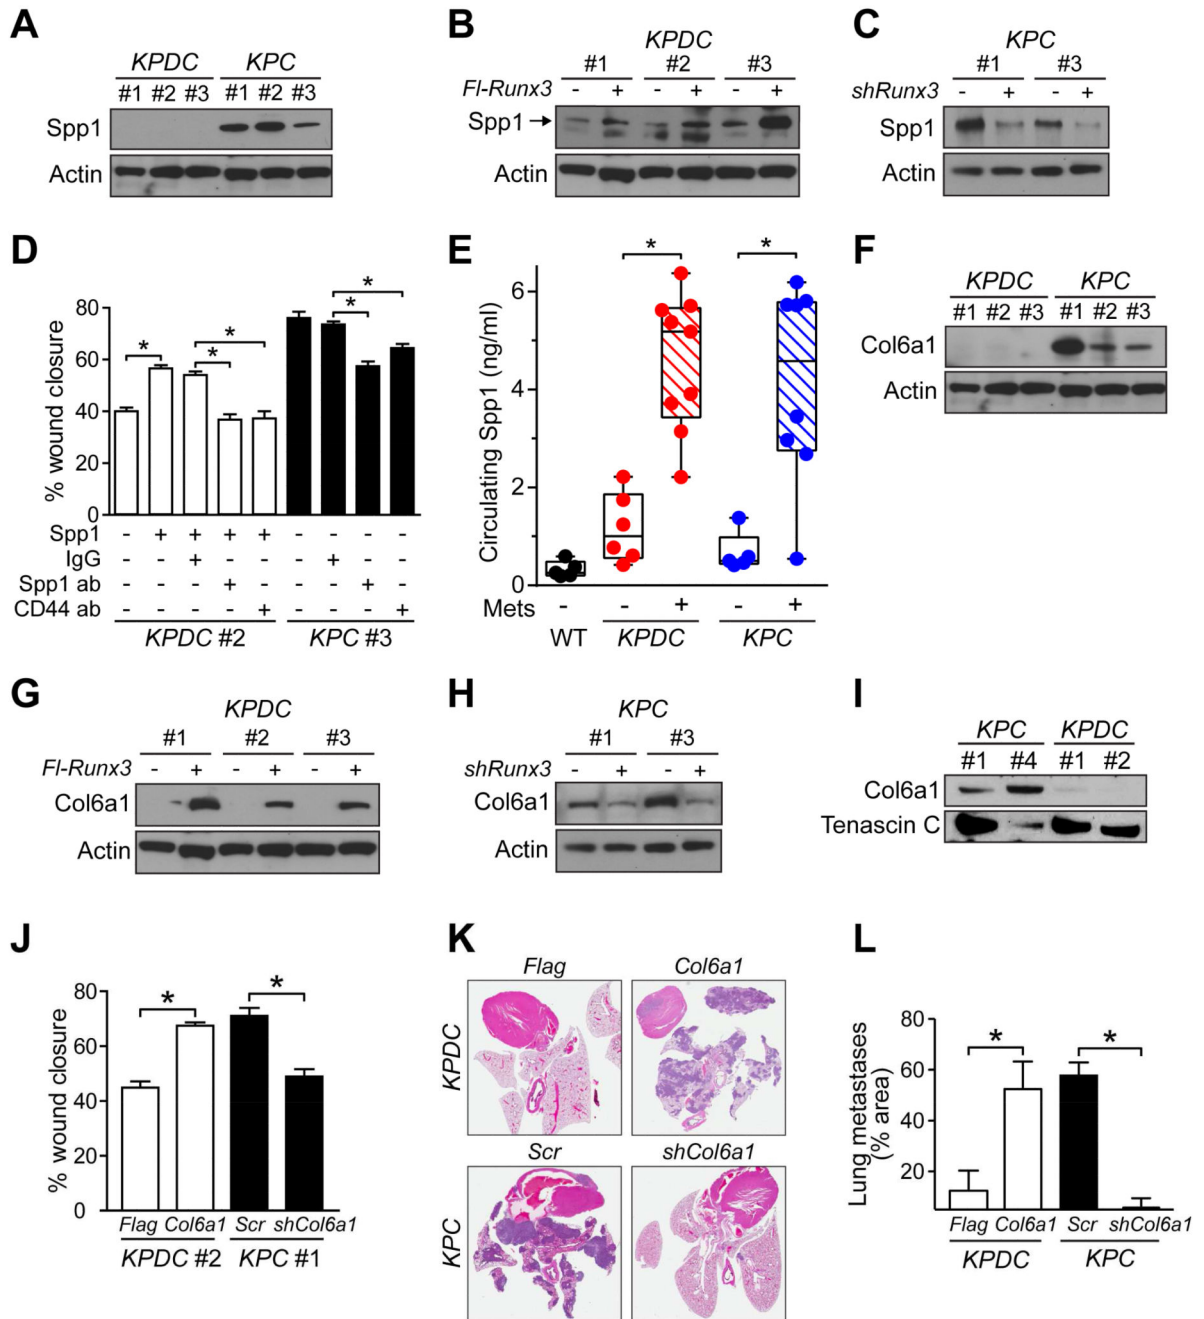 A
KPDC KPC
#1 #2 #3 #1 #2 #3
Spp1
Actin
B
KPDC
#1 #2 #3
Fl-Runx3 - + - + - +
Spp1
Actin
C
KPC
#1 #3
shRunx3 - + - +
Spp1
Actin
D
% wound closure
80
60
40
20
0
* * * * *
Spp1 - + + + + - - - -
IgG - - + - - - + - -
Spp1 ab - - - + - - - + -
CD44 ab - - - - + - - - +
KPDC #2 KPC #3
E
Circulating Spp1 (ng/ml)
6
4
2
0
* *
Mets - - + - +
WT KPDC KPC
F
KPDC KPC
#1 #2 #3 #1 #2 #3
Col6a1
Actin
G
KPDC
#1 #2 #3
Fl-Runx3 - + - + - +
Col6a1
Actin
H
KPC
#1 #3
shRunx3 - + - +
Col6a1
Actin
I
KPC KPDC
#1 #4 #1 #2
Col6a1
Tenascin C
J
% wound closure
80
60
40
20
0
* *
Flag Col6a1 Scr shCol6a1
KPDC #2 KPC #1
K
Flag Col6a1
KPDC
Scr shCol6a1
KPC
L
Lung metastases
(% area)
80
60
40
20
* *
Flag Col6a1 Scr shCol6a1
KPDC KPC